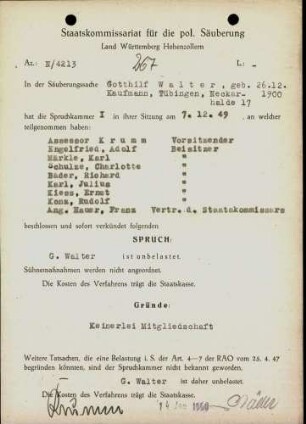 Staatskommissariat für die pol. Säuberung
Land Württemberg Hohenzollern
Az.: N/4213 267 L: -
In der Säuberungssache Gotthilf Walter, geb. 26.12.
Kaufmann, Tübingen, Neckar- 1900
halde 17
hat die Spruchkammer I in ihrer Sitzung am 7.12.49, an welcher
teilgenommen haben:
Assessor Krumm Vorsitzender
Engelfried, Adolf Beisitzer
Märkle, Karl "
Schulze, Charlotte "
Bader, Richard "
Karl, Julius "
Kiess, Ernst "
Konz, Rudolf "
Ang. Hauer, Franz Vertr. d. Staatskommissars
beschlossen und sofort verkündet folgenden
SPRUCH:
G. Walter ist unbelastet.
Sühnemaßnahmen werden nicht angeordnet.
Die Kosten des Verfahrens trägt die Staatskasse.
Gründe:
Keinerlei Mitgliedschaft
Weitere Tatsachen, die eine Belastung i. S. der Art. 4—7 der RAO vom 25. 4. 47
begründen können, sind der Spruchkammer nicht bekannt geworden.
G. Walter ist daher unbelastet.
Die Kosten des Verfahrens trägt die Staatskasse.
Krumm